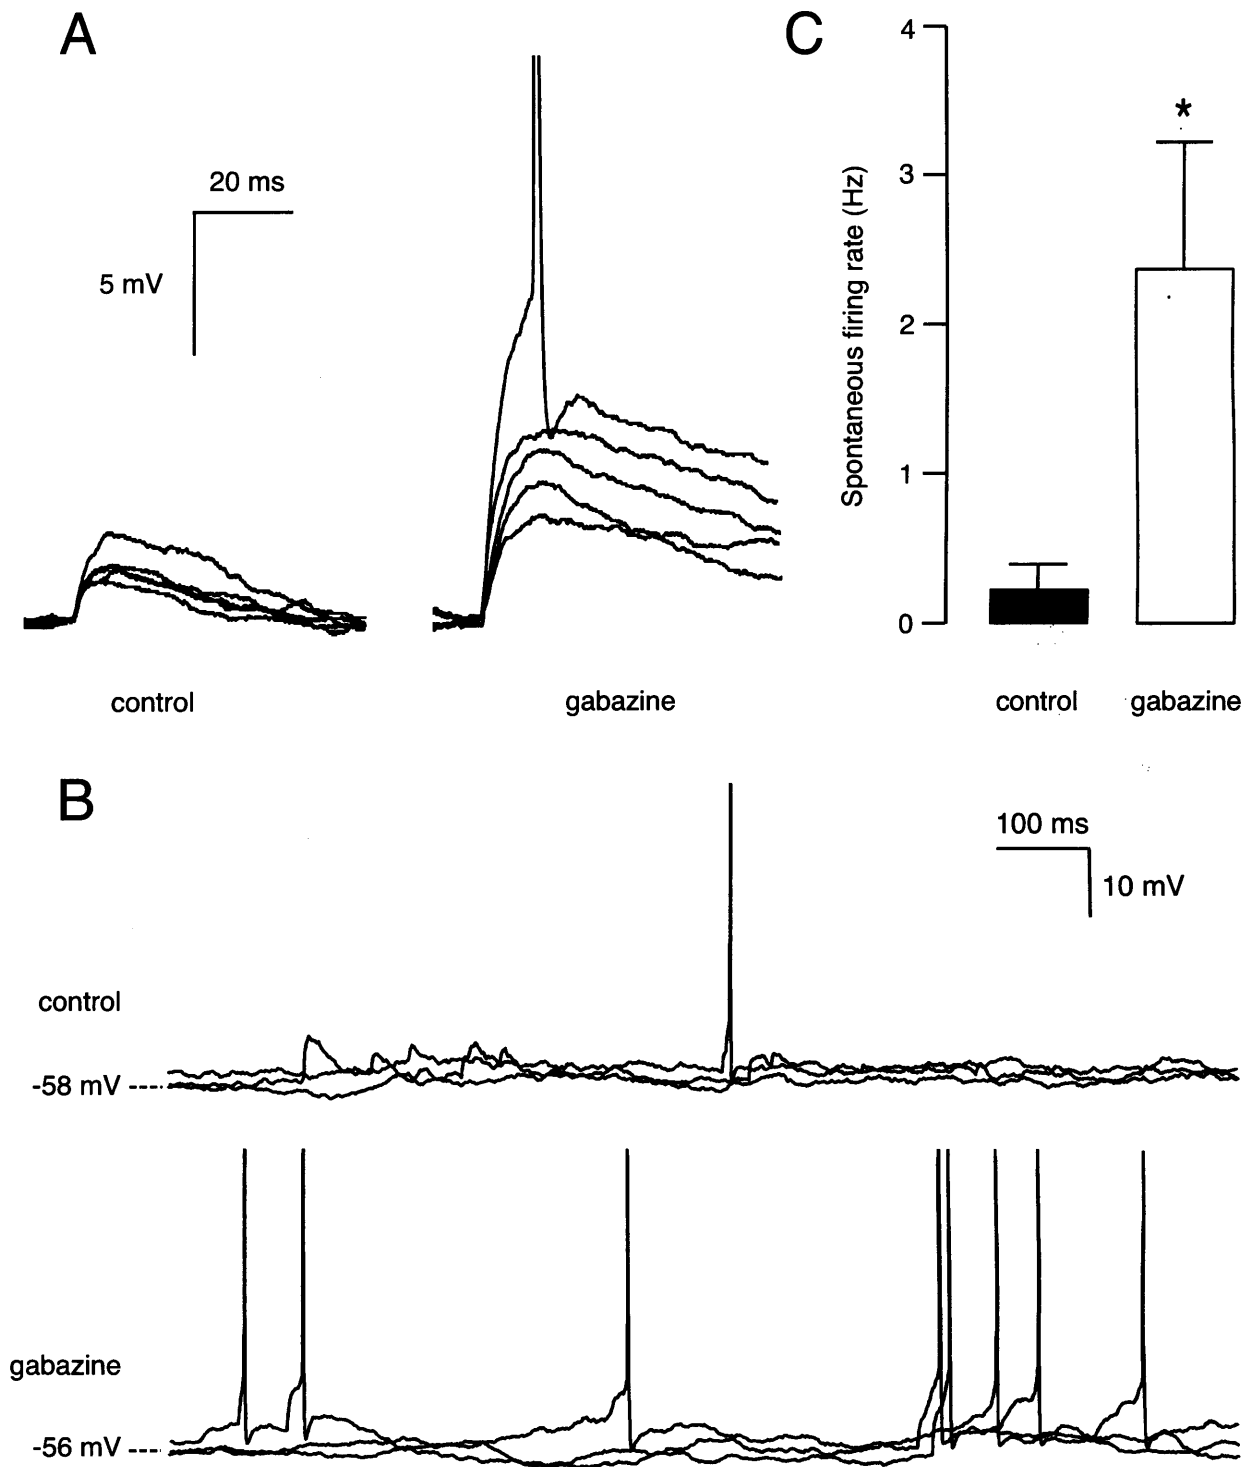 A
20 ms
5 mV
control
gabazine
C
4
3
2
1
0
Spontaneous firing rate (Hz)
*
control
gabazine
B
100 ms
10 mV
control
-58 mV
gabazine
-56 mV